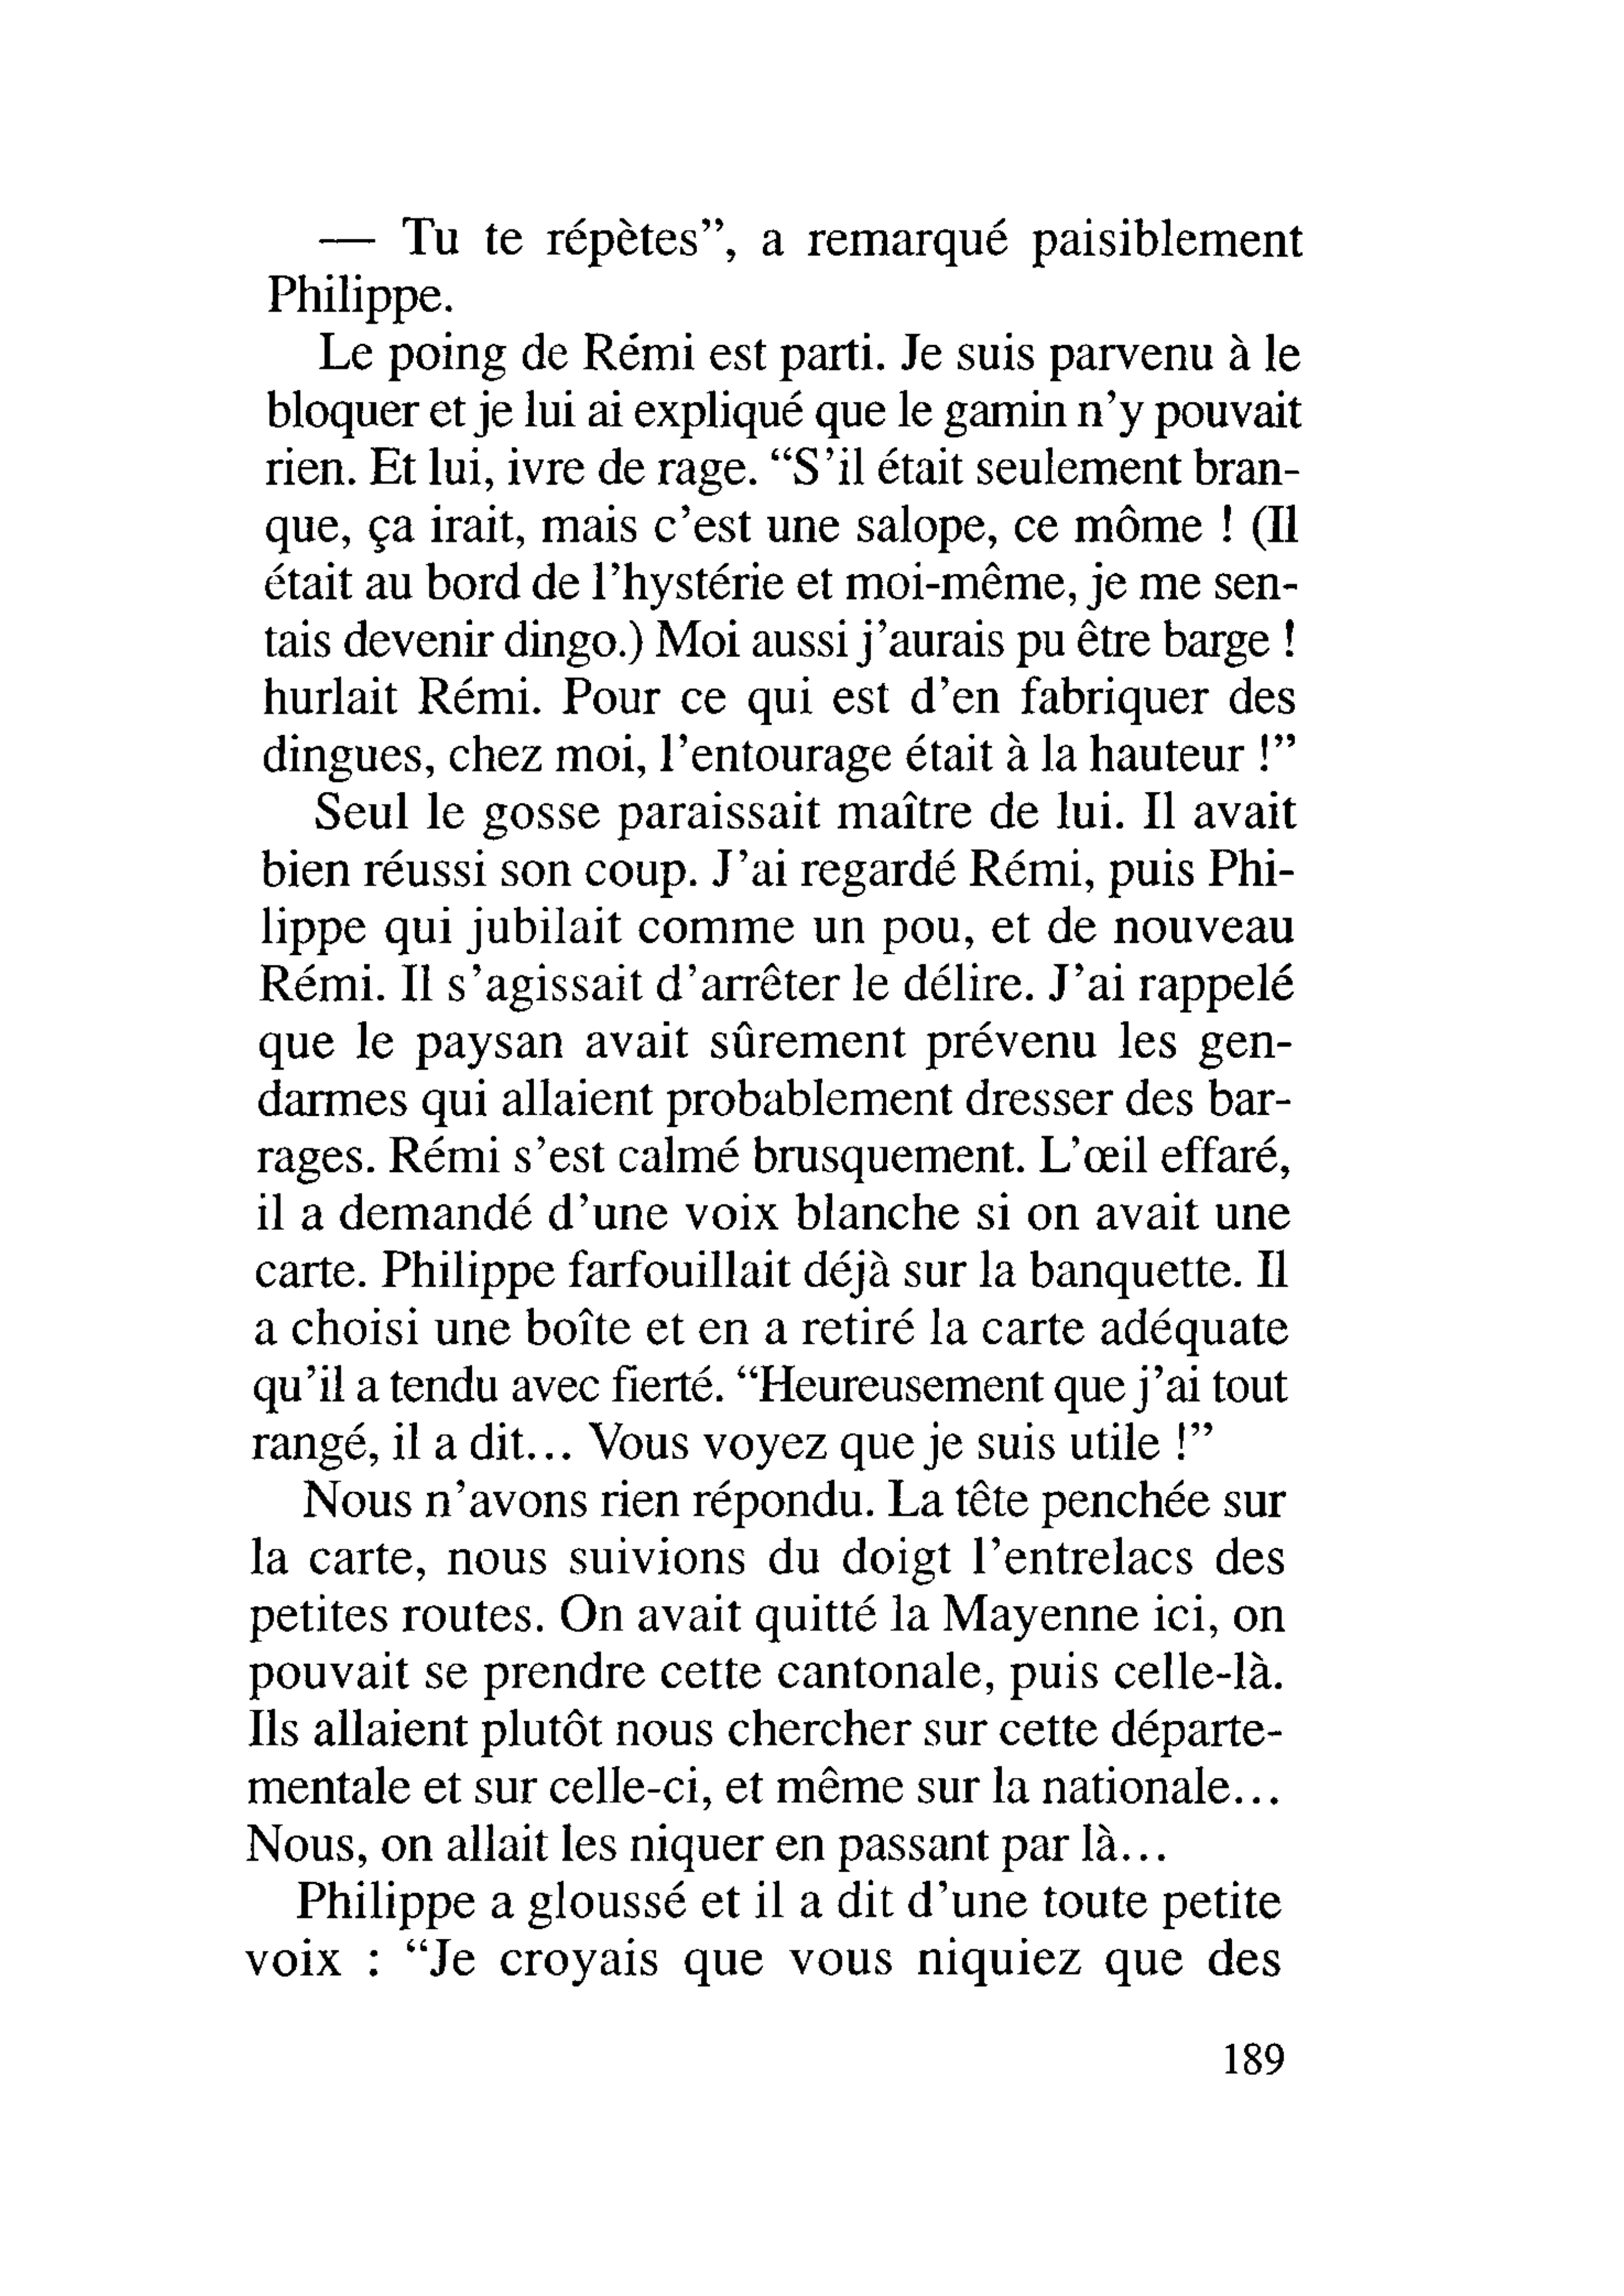 — Tu te répètes”, a remarqué paisiblement
Philippe.
Le poing de Rémi est parti. Je suis parvenu à le
bloquer et je lui ai expliqué que le gamin n’y pouvait
rien. Et lui, ivre de rage. “S’il était seulement bran-
que, ça irait, mais c’est une salope, ce môme ! (Il
était au bord de l’hystérie et moi-même, je me sen-
tais devenir dingo.) Moi aussi j’aurais pu être barge !
hurlait Rémi. Pour ce qui est d’en fabriquer des
dingues, chez moi, l’entourage était à la hauteur !”
Seul le gosse paraissait maître de lui. Il avait
bien réussi son coup. J’ai regardé Rémi, puis Phi-
lippe qui jubilait comme un pou, et de nouveau
Rémi. Il s’agissait d’arrêter le délire. J’ai rappelé
que le paysan avait sûrement prévenu les gen-
darmes qui allaient probablement dresser des bar-
rages. Rémi s’est calmé brusquement. L’œil effaré,
il a demandé d’une voix blanche si on avait une
carte. Philippe farfouillait déjà sur la banquette. Il
a choisi une boîte et en a retiré la carte adéquate
qu’il a tendu avec fierté. “Heureusement que j’ai tout
rangé, il a dit... Vous voyez que je suis utile !”
Nous n’avons rien répondu. La tête penchée sur
la carte, nous suivions du doigt l’entrelacs des
petites routes. On avait quitté la Mayenne ici, on
pouvait se prendre cette cantonale, puis celle-là.
Ils allaient plutôt nous chercher sur cette départe-
mentale et sur celle-ci, et même sur la nationale...
Nous, on allait les niquer en passant par là...
Philippe a gloussé et il a dit d’une toute petite
voix : “Je croyais que vous niquiez que des
189